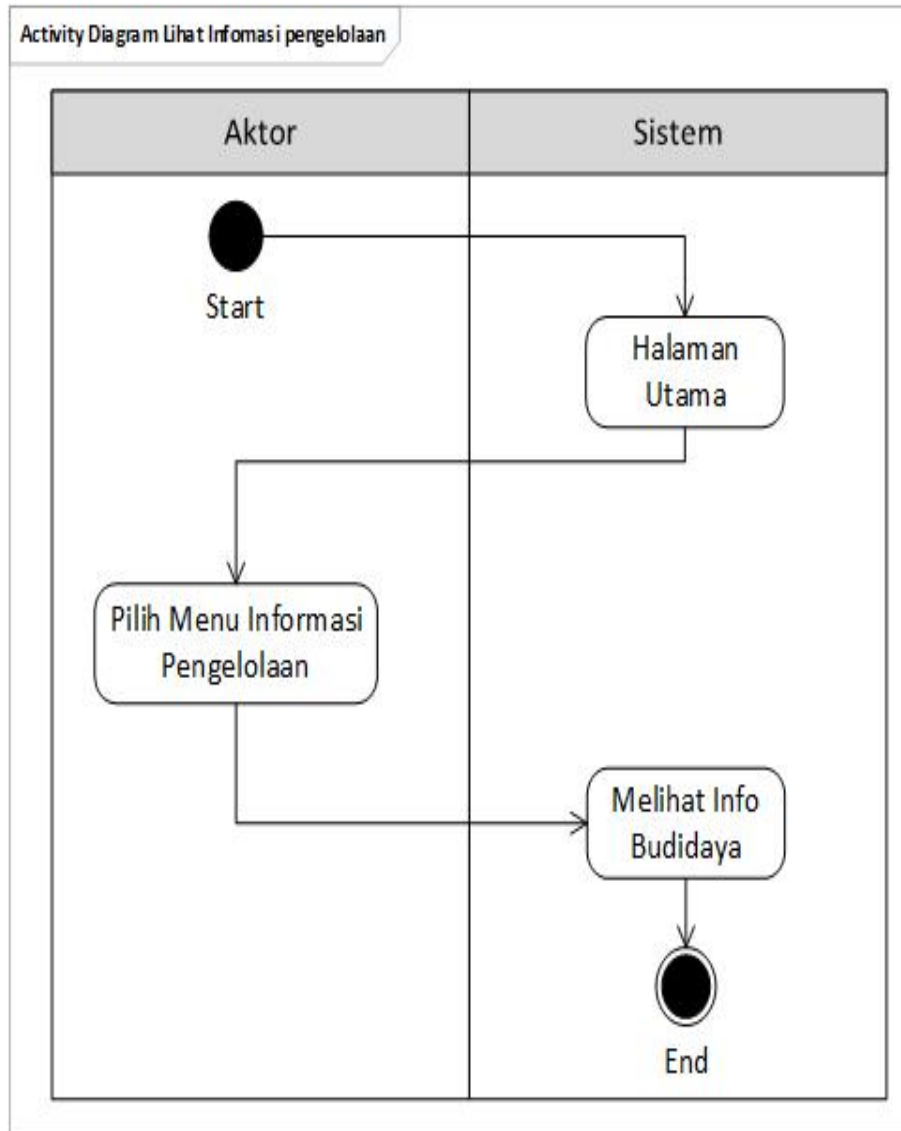 Activity Diagram Lihat Infomasi pengelolaan
Aktor
Sistem
Start
Halaman
Utama
Pilih Menu Informasi
Pengelolaan
Melihat Info
Budidaya
End